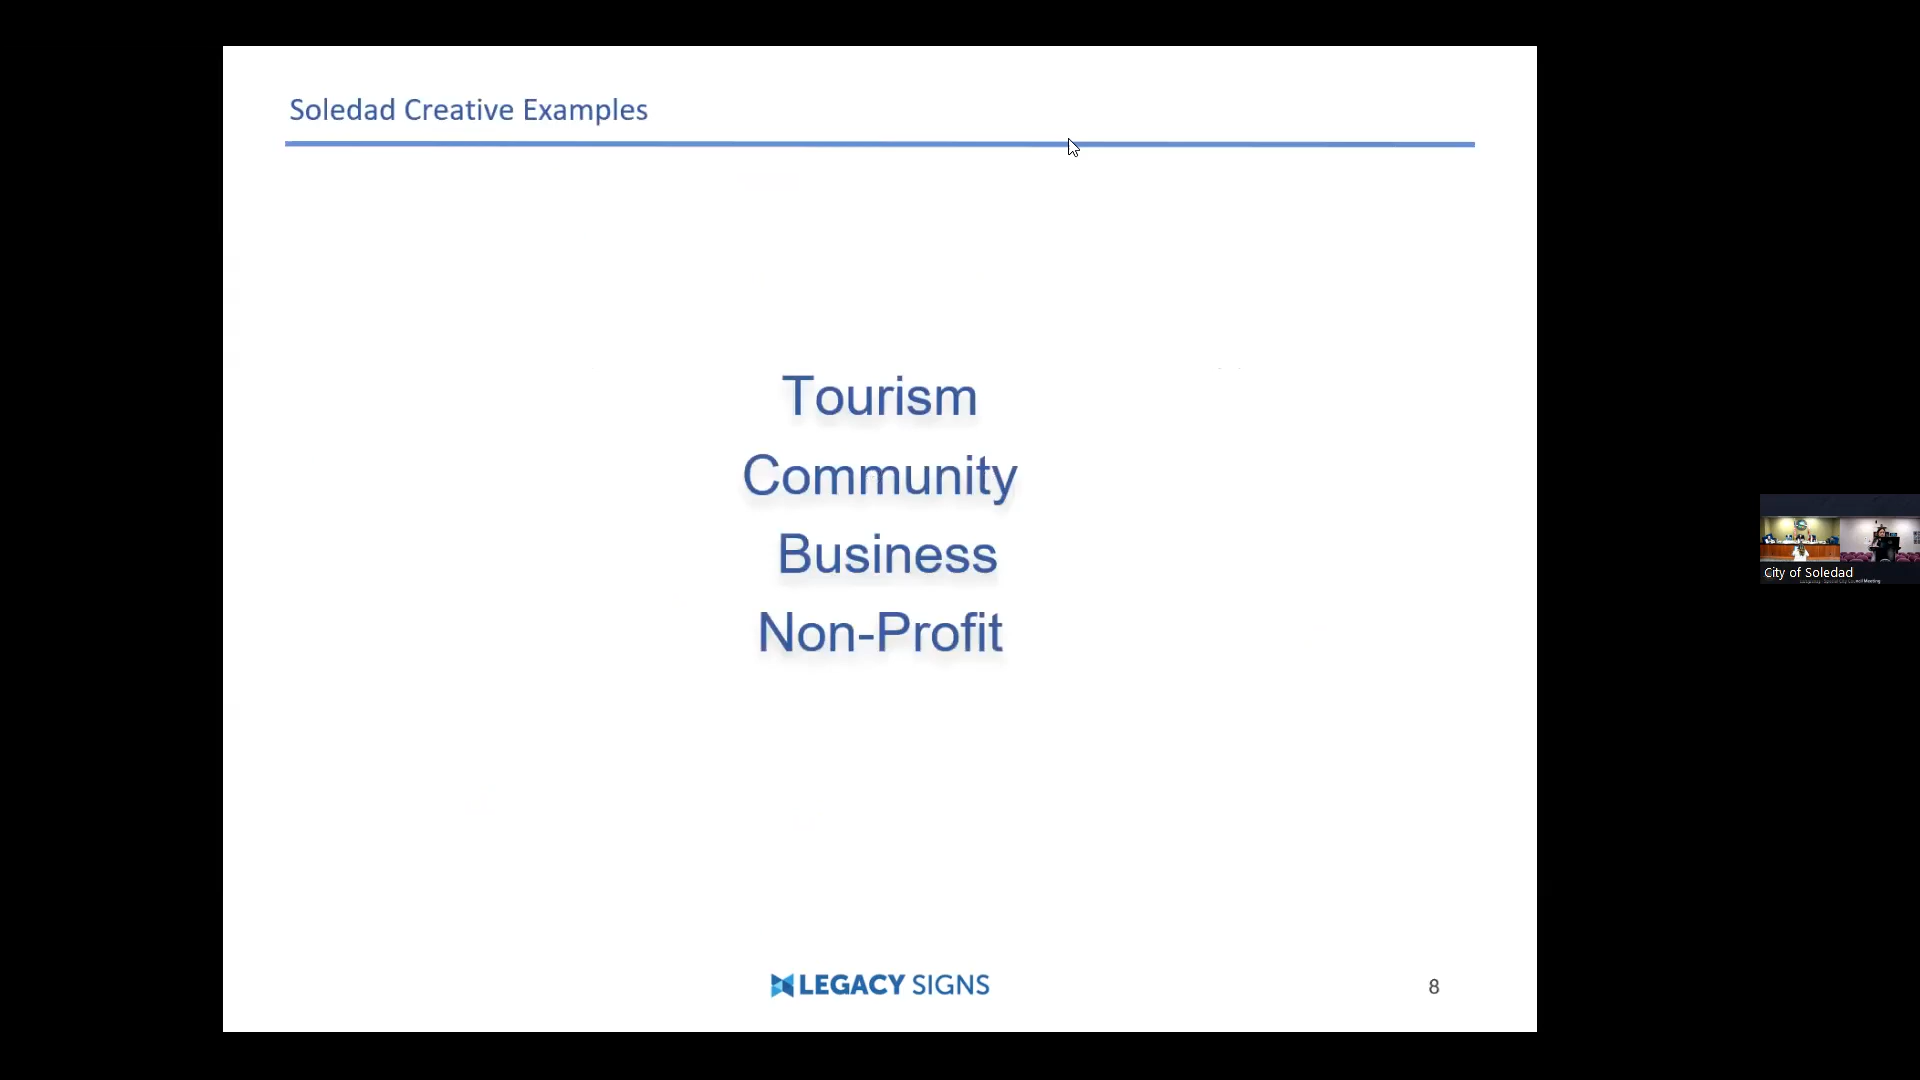 Soledad Creative Examples
Tourism
Community
Business
Non-Profit
LEGACY SIGNS
8
City of Soledad